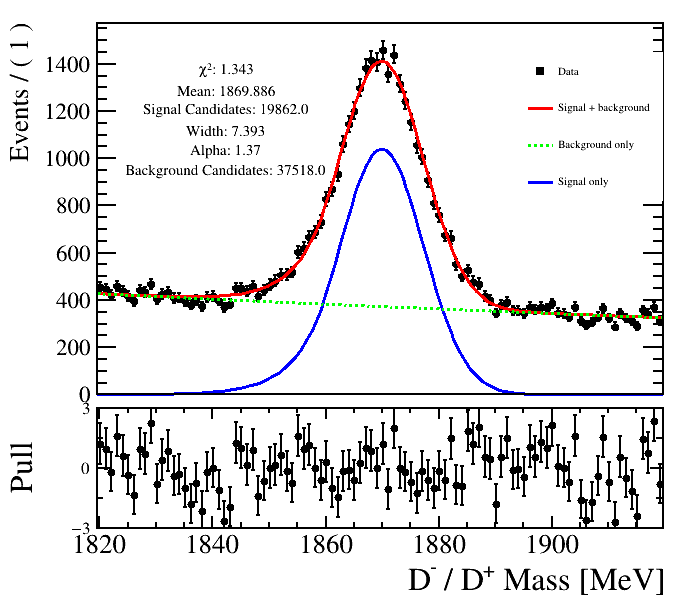 Events / ( 1 )
1400
1200
1000
800
600
400
200
0
χ²: 1.343
Mean: 1869.886
Signal Candidates: 19862.0
Width: 7.393
Alpha: 1.37
Background Candidates: 37518.0
Data
Signal + background
Background only
Signal only
Pull
3
0
−3
1820 1840 1860 1880 1900
D⁻ / D⁺ Mass [MeV]